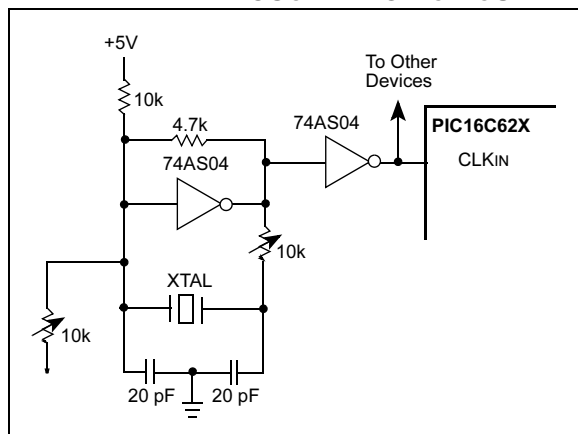 +5V
To Other
Devices
10k
4.7k
74AS04
PIC16C62X
74AS04
CLKIN
10k
XTAL
10k
20 pF
20 pF